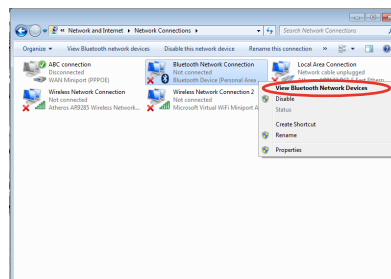 « Network and Internet ▸ Network Connections ▸
Search Network Connections
Organize ▾ View Bluetooth network devices Disable this network device Rename this connection »
ABC connection
Disconnected
WAN Miniport (PPPOE)
Bluetooth Network Connection
Not connected
Bluetooth Device (Personal Area
Local Area Connection
Network cable unplugged
Wireless Network Connection
Not connected
Atheros AR9285 Wireless Network...
Wireless Network Connection 2
Not connected
Microsoft Virtual WiFi Miniport A
View Bluetooth Network Devices
Disable
Status
Create Shortcut
Rename
Properties